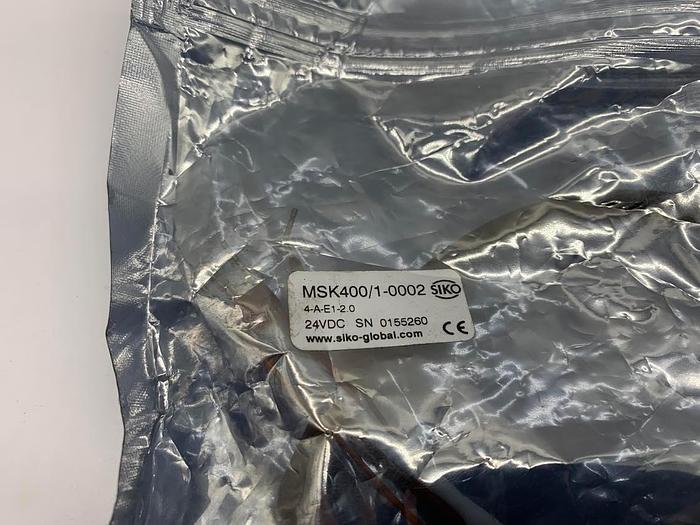 MSK400/1-0002 SIKO
4-A-E1-2.0
24VDC SN 0155260 CE
www.siko-global.com